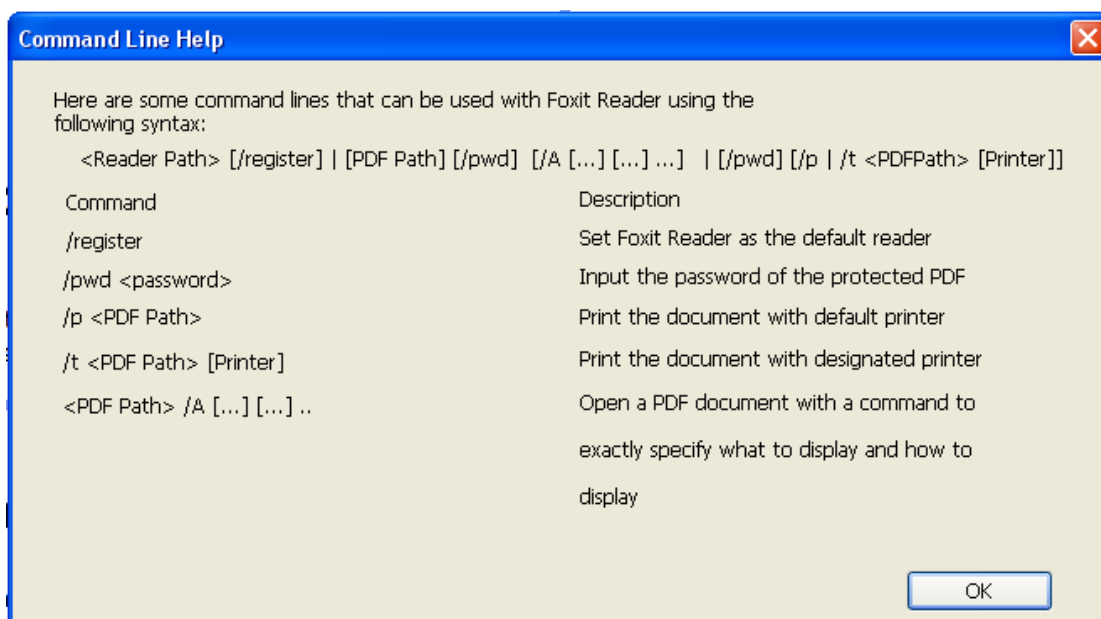 Command Line Help
Here are some command lines that can be used with Foxit Reader using the
following syntax:
<Reader Path> [/register] | [PDF Path] [/pwd] [/A [...] [...] ...] | [/pwd] [/p | /t <PDFPath> [Printer]]
Command Description
/register Set Foxit Reader as the default reader
/pwd <password> Input the password of the protected PDF
/p <PDF Path> Print the document with default printer
/t <PDF Path> [Printer] Print the document with designated printer
<PDF Path> /A [...] [...] .. Open a PDF document with a command to
exactly specify what to display and how to
display
OK